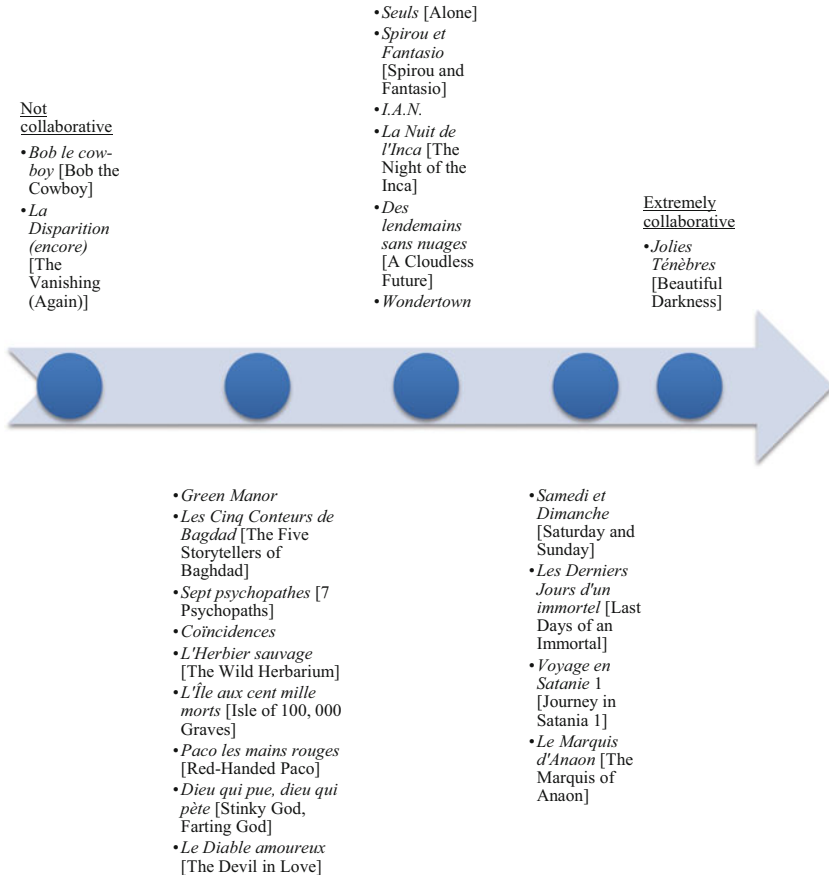 Not
collaborative
•Bob le cow-
boy [Bob the
Cowboy]
•La
Disparition
(encore)
[The
Vanishing
(Again)]
•Seuls [Alone]
•Spirou et
Fantasio
[Spirou and
Fantasio]
•I.A.N.
•La Nuit de
l'Inca [The
Night of the
Inca]
•Des
lendemains
sans nuages
[A Cloudless
Future]
•Wondertown
Extremely
collaborative
•Jolies
Ténèbres
[Beautiful
Darkness]
•Green Manor
•Les Cinq Conteurs de
Bagdad [The Five
Storytellers of
Baghdad]
•Sept psychopathes [7
Psychopaths]
•Coïncidences
•L'Herbier sauvage
[The Wild Herbarium]
•L'Île aux cent mille
morts [Isle of 100, 000
Graves]
•Paco les mains rouges
[Red-Handed Paco]
•Dieu qui pue, dieu qui
pète [Stinky God,
Farting God]
•Le Diable amoureux
[The Devil in Love]
•Samedi et
Dimanche
[Saturday and
Sunday]
•Les Derniers
Jours d'un
immortel [Last
Days of an
Immortal]
•Voyage en
Satanie 1
[Journey in
Satania 1]
•Le Marquis
d'Anaon [The
Marquis of
Anaon]